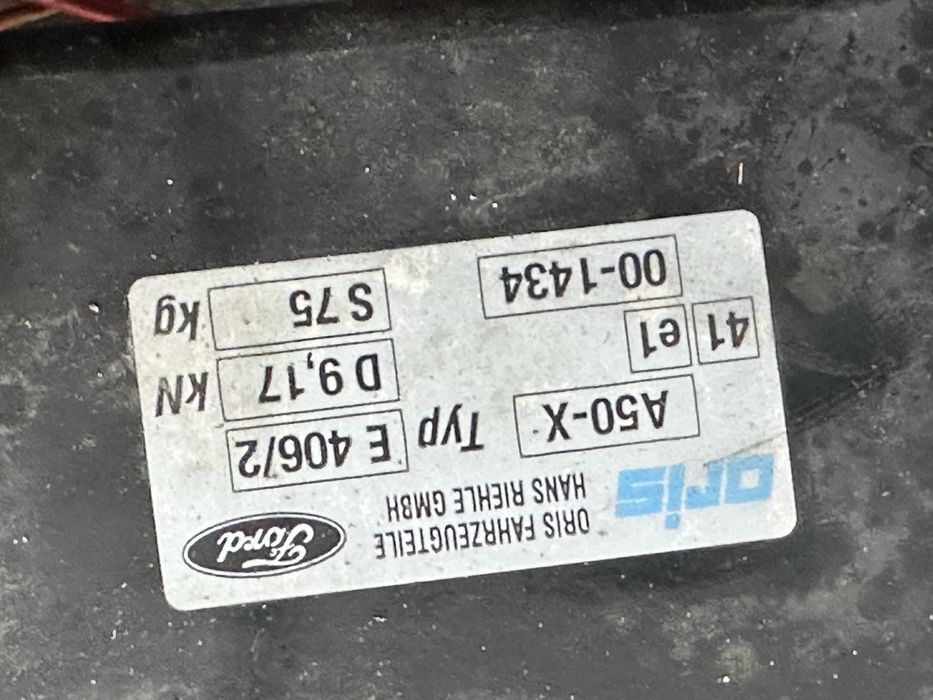 oris ORIS FAHRZEUGTEILE Ford
HANS RIEHLE GMBH
A50-X Typ E 406/2
41 e1 D 9,17 kN
00-1434 S 75 kg